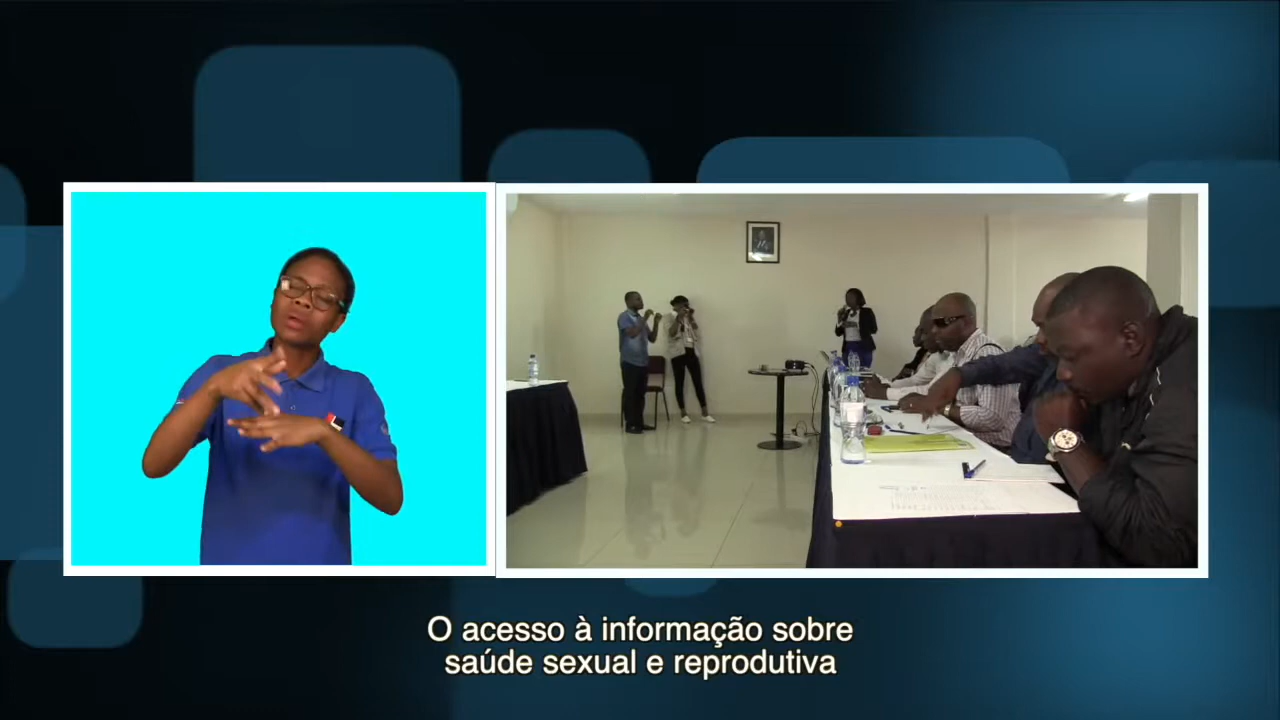 O acesso à informação sobre
saúde sexual e reprodutiva